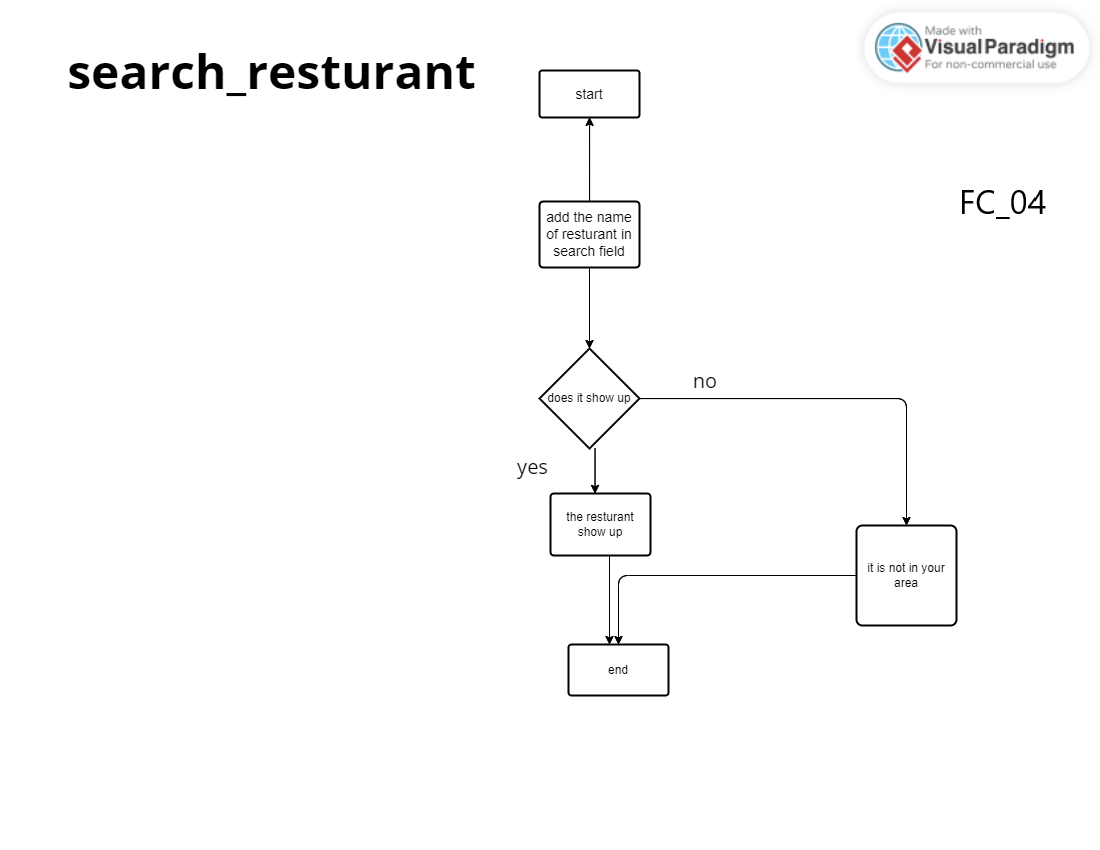 Made with
Visual Paradigm
For non-commercial use
search_resturant
start
FC_04
add the name
of resturant in
search field
does it show up
no
yes
the resturant
show up
it is not in your
area
end